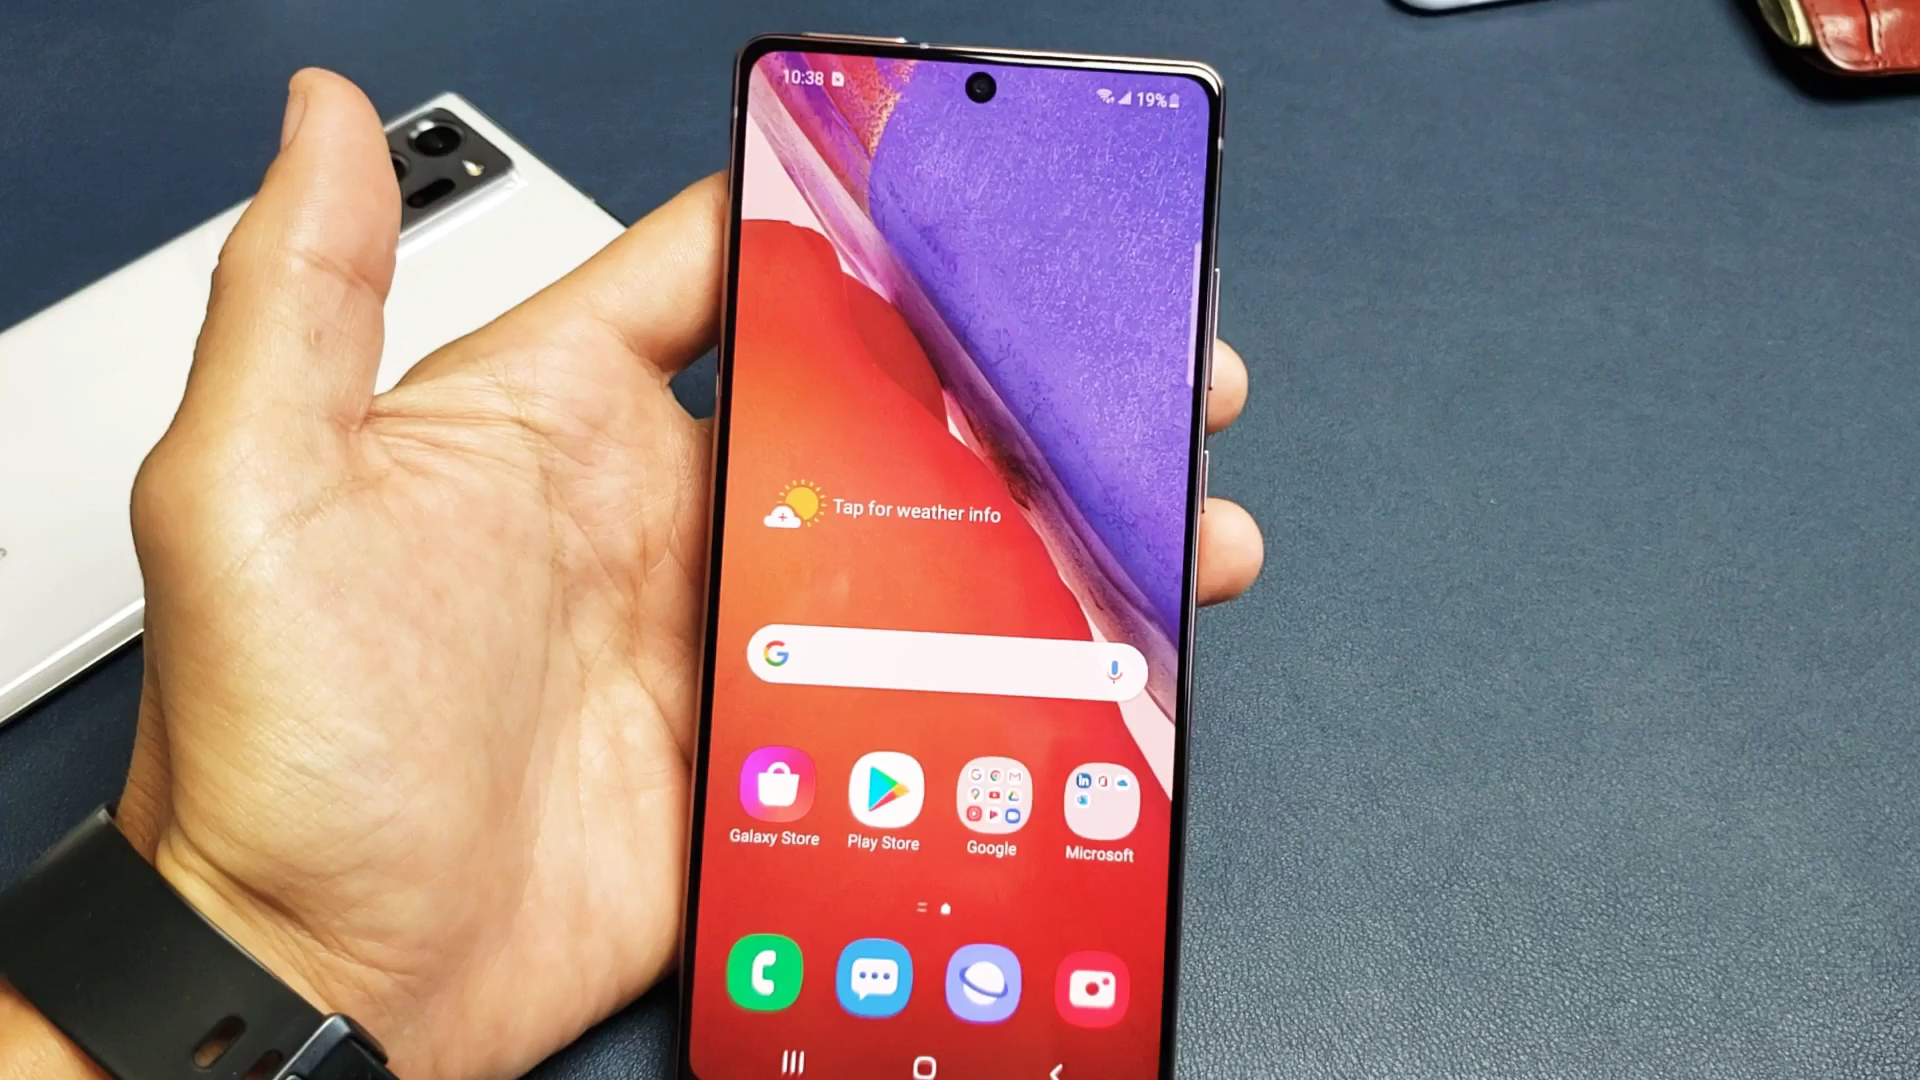 10:38
19%
Tap for weather info
Galaxy Store
Play Store
Google
Microsoft